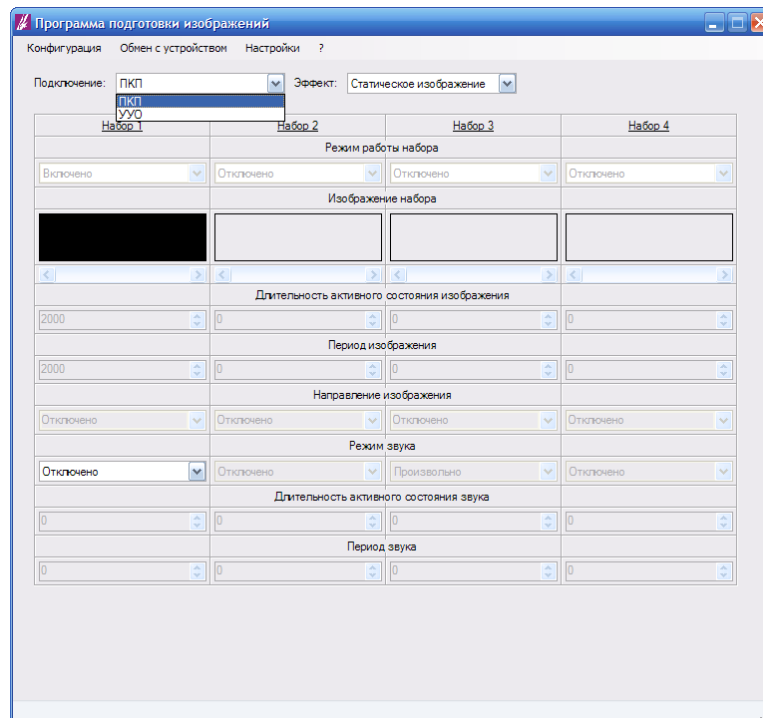 Программа подготовки изображений
Конфигурация Обмен с устройством Настройки ?
Подключение: ПКП Эффект: Статическое изображение
ПКП
УУО
Набор 1 Набор 2 Набор 3 Набор 4
Режим работы набора
Включено Отключено Отключено Отключено
Изображение набора
Длительность активного состояния изображения
2000 0 0 0
Период изображения
2000 0 0 0
Направление изображения
Отключено Отключено Отключено Отключено
Режим звука
Отключено Отключено Произвольно Отключено
Длительность активного состояния звука
0 0 0 0
Период звука
0 0 0 0